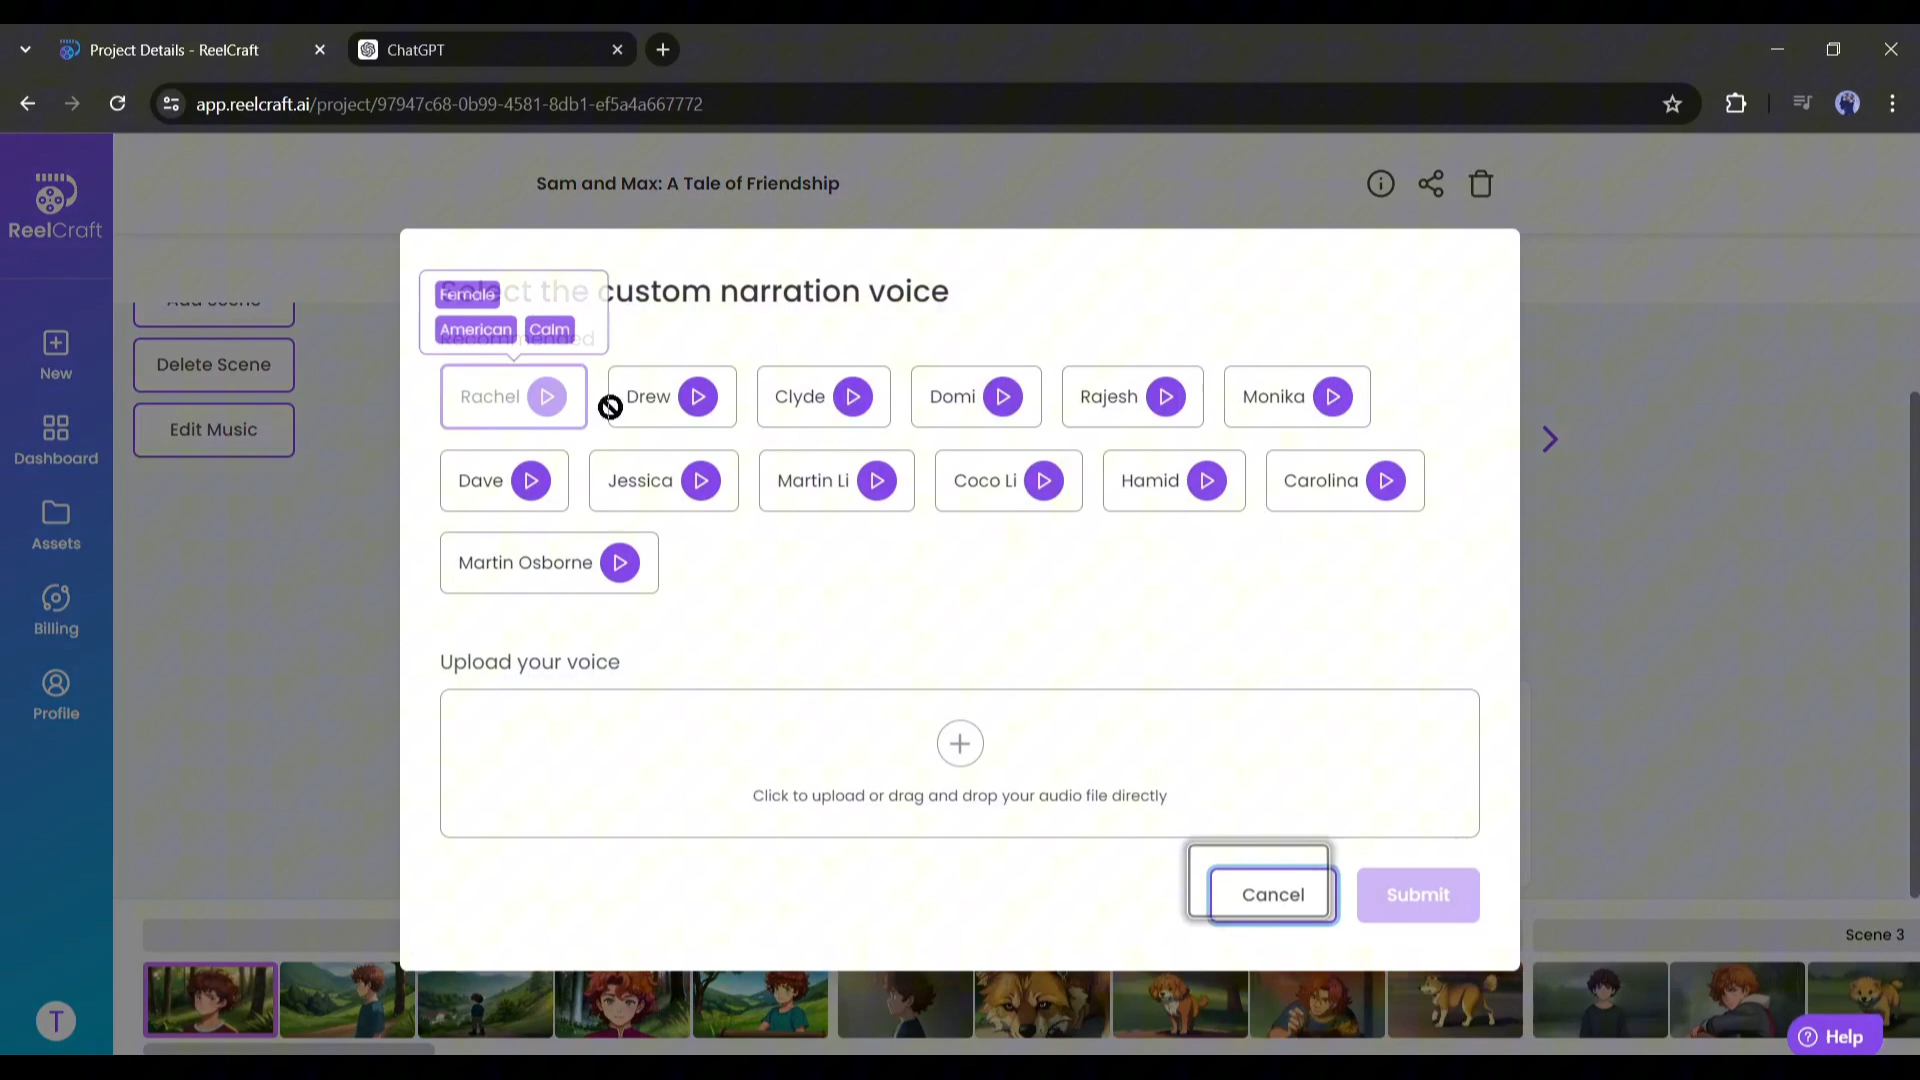 Project Details - ReelCraft
ChatGPT
app.reelcraft.ai/project/97947c68-0b99-4581-8db1-ef5a4a667772
ReelCraft
Sam and Max: A Tale of Friendship
New
Dashboard
Assets
Billing
Profile
T
Add Scene
Delete Scene
Edit Music
Select the custom narration voice
Female
American Calm
Recommended
Rachel
Drew
Clyde
Domi
Rajesh
Monika
Dave
Jessica
Martin Li
Coco Li
Hamid
Carolina
Martin Osborne
Upload your voice
Click to upload or drag and drop your audio file directly
Cancel
Submit
Scene 3
Help